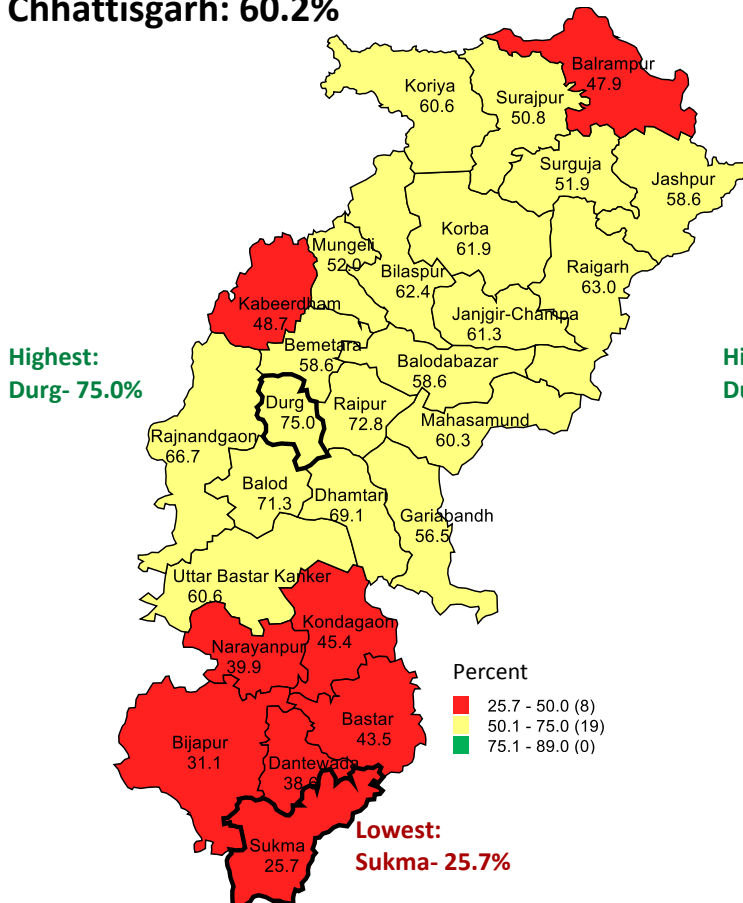 Chhattisgarh: 60.2%
Balrampur
47.9
Koriya
60.6
Surajpur
50.8
Surguja
51.9
Jashpur
58.6
Korba
61.9
Mungeli
52.0
Bilaspur
62.4
Raigarh
63.0
Kabeerdham
48.7
Janjgir-Champa
61.3
Bemetara
58.6
Balodabazar
58.6
Highest:
Durg- 75.0%
Hi
Du
Durg
75.0
Raipur
72.8
Mahasamund
60.3
Rajnandgaon
66.7
Balod
71.3
Dhamtari
69.1
Gariabandh
56.5
Uttar Bastar Kanker
60.6
Kondagaon
45.4
Narayanpur
39.9
Percent
25.7 - 50.0 (8)
50.1 - 75.0 (19)
75.1 - 89.0 (0)
Bastar
43.5
Bijapur
31.1
Dantewada
Sukma
25.7
Lowest:
Sukma- 25.7%